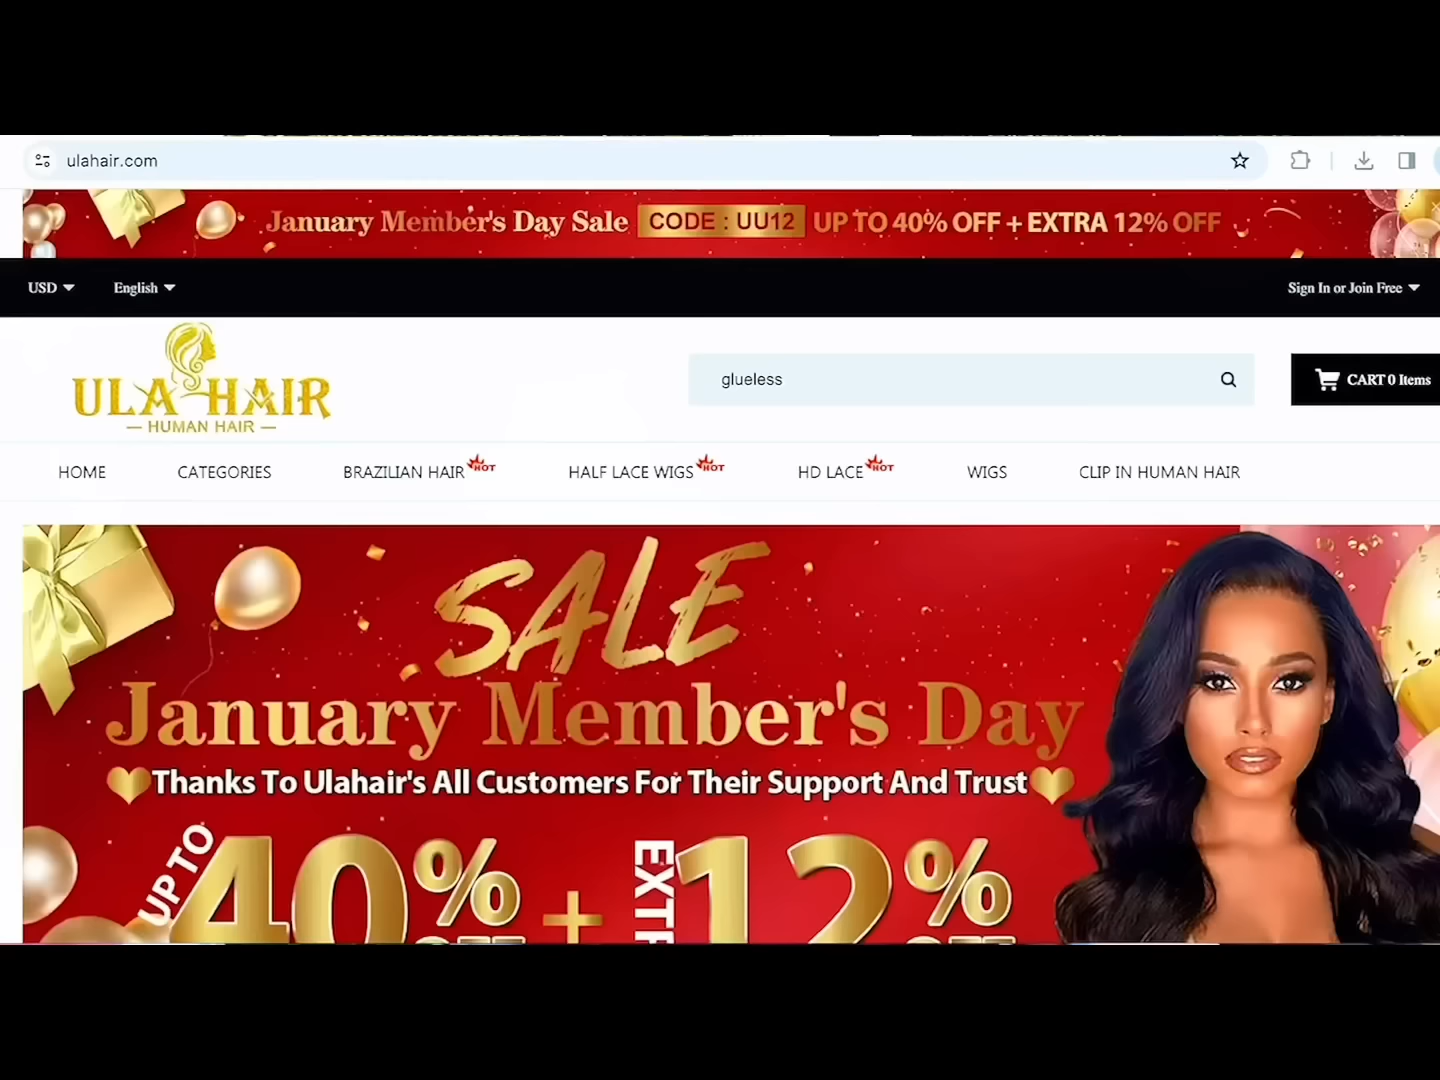 ulahair.com
January Member's Day Sale CODE : UU12 UP TO 40% OFF + EXTRA 12% OFF
USD English Sign In or Join Free
ULA HAIR
— HUMAN HAIR —
glueless
CART 0 Items
HOME CATEGORIES BRAZILIAN HAIR HOT HALF LACE WIGS HOT HD LACE HOT WIGS CLIP IN HUMAN HAIR
SALE
January Member's Day
Thanks To Ulahair's All Customers For Their Support And Trust
UP TO 40% + 12%